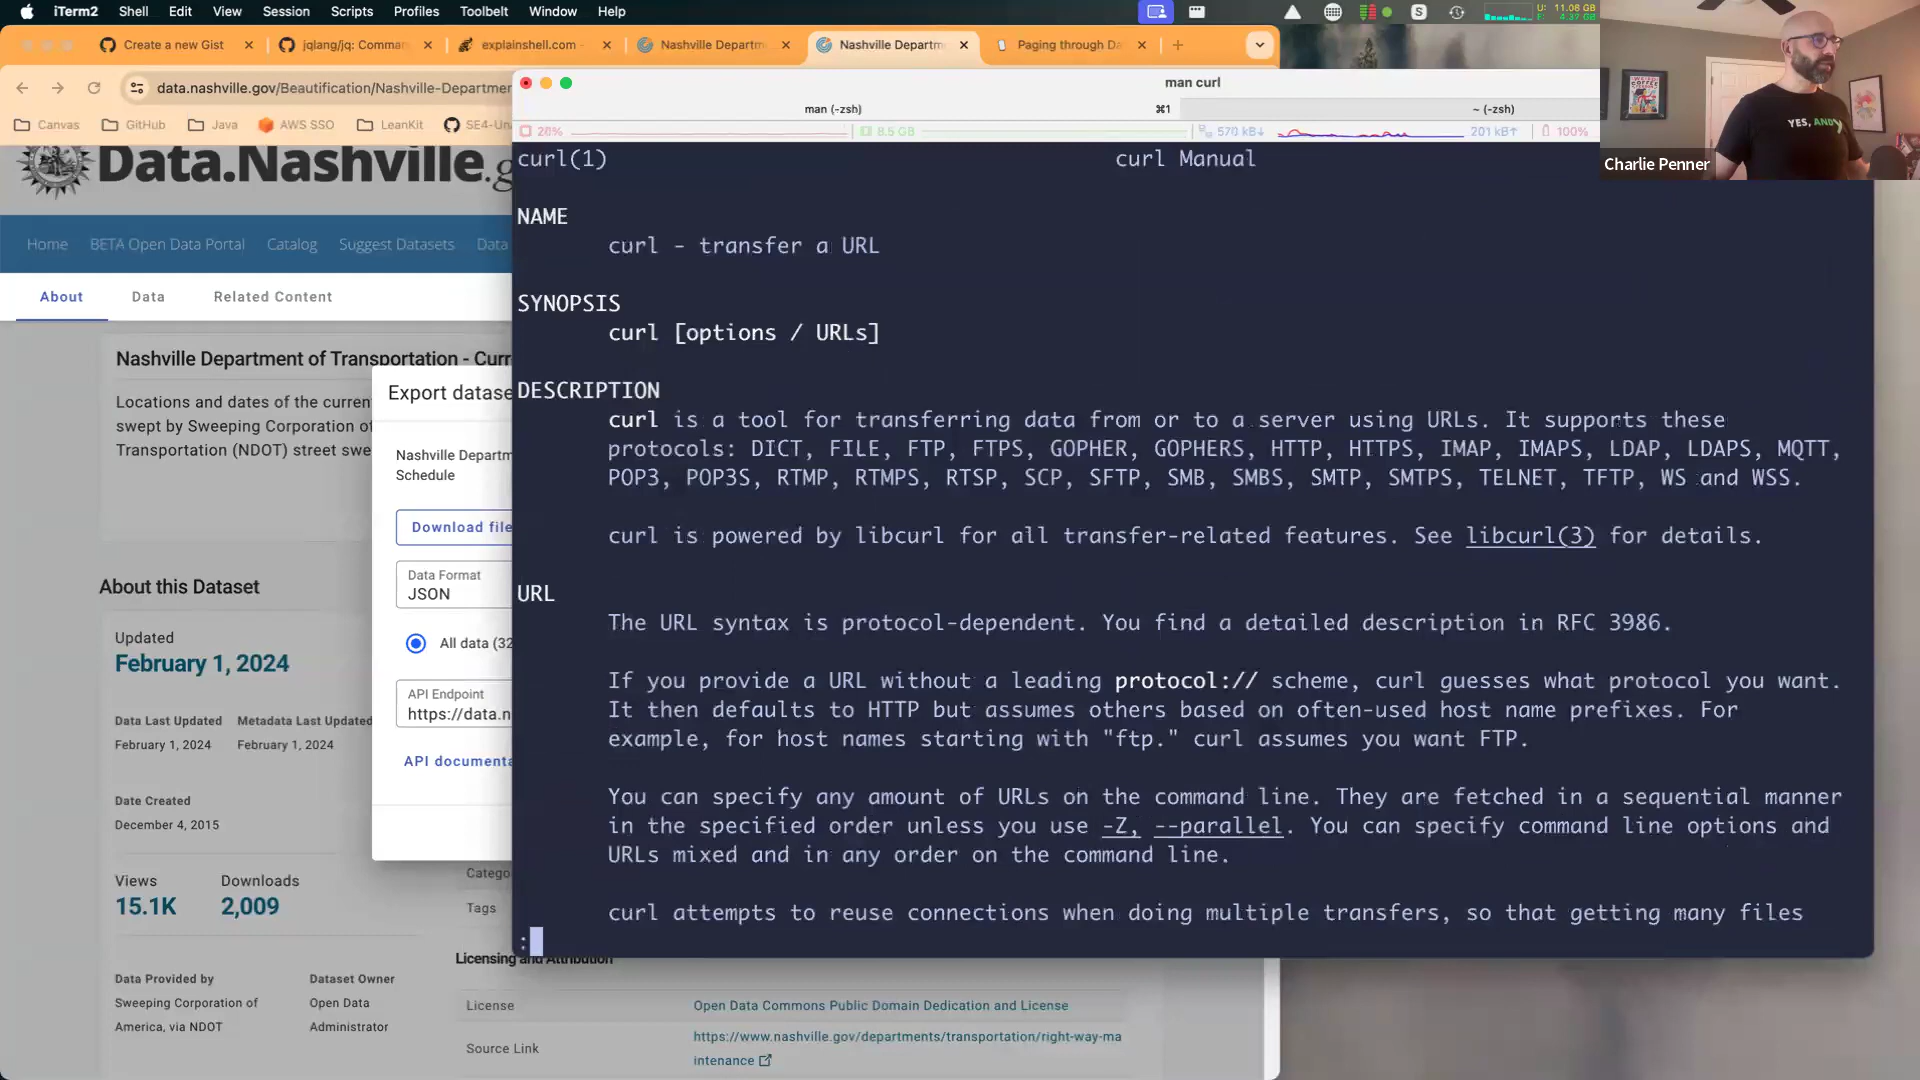 iTerm2 Shell Edit View Session Scripts Profiles Toolbelt Window Help
U: 11.08 GB
F: 4.37 GB
Create a new Gist
jqlang/jq: Comma
explainshell.com -
Nashville Departm
Nashville Departm
Paging through Da
data.nashville.gov/Beautification/Nashville-Departmen
Canvas GitHub Java AWS SSO LeanKit SE4-Un
man curl
man (-zsh) ⌘1 ~ (-zsh)
20% 8.5 GB 570 kB↓ 201 kB↑ 100%
YES, AND
Charlie Penner
Data.Nashville.g
Home BETA Open Data Portal Catalog Suggest Datasets Data
About Data Related Content
Nashville Department of Transportation - Curr
Locations and dates of the curren
swept by Sweeping Corporation of
Transportation (NDOT) street swe
Export datase
Nashville Departm
Schedule
Download file
Data Format
JSON
All data (32
API Endpoint
https://data.n
API documenta
About this Dataset
Updated
February 1, 2024
Data Last Updated Metadata Last Updated
February 1, 2024 February 1, 2024
Date Created
December 4, 2015
Views Downloads
15.1K 2,009
Data Provided by Dataset Owner
Sweeping Corporation of Open Data
America, via NDOT Administrator
Catego
Tags
Licensing and Attribution
License Open Data Commons Public Domain Dedication and License
Source Link https://www.nashville.gov/departments/transportation/right-way-ma
intenance
curl(1) curl Manual
NAME
curl - transfer a URL
SYNOPSIS
curl [options / URLs]
DESCRIPTION
curl is a tool for transferring data from or to a server using URLs. It supports these
protocols: DICT, FILE, FTP, FTPS, GOPHER, GOPHERS, HTTP, HTTPS, IMAP, IMAPS, LDAP, LDAPS, MQTT,
POP3, POP3S, RTMP, RTMPS, RTSP, SCP, SFTP, SMB, SMBS, SMTP, SMTPS, TELNET, TFTP, WS and WSS.
curl is powered by libcurl for all transfer-related features. See libcurl(3) for details.
URL
The URL syntax is protocol-dependent. You find a detailed description in RFC 3986.
If you provide a URL without a leading protocol:// scheme, curl guesses what protocol you want.
It then defaults to HTTP but assumes others based on often-used host name prefixes. For
example, for host names starting with "ftp." curl assumes you want FTP.
You can specify any amount of URLs on the command line. They are fetched in a sequential manner
in the specified order unless you use -Z, --parallel. You can specify command line options and
URLs mixed and in any order on the command line.
curl attempts to reuse connections when doing multiple transfers, so that getting many files
: